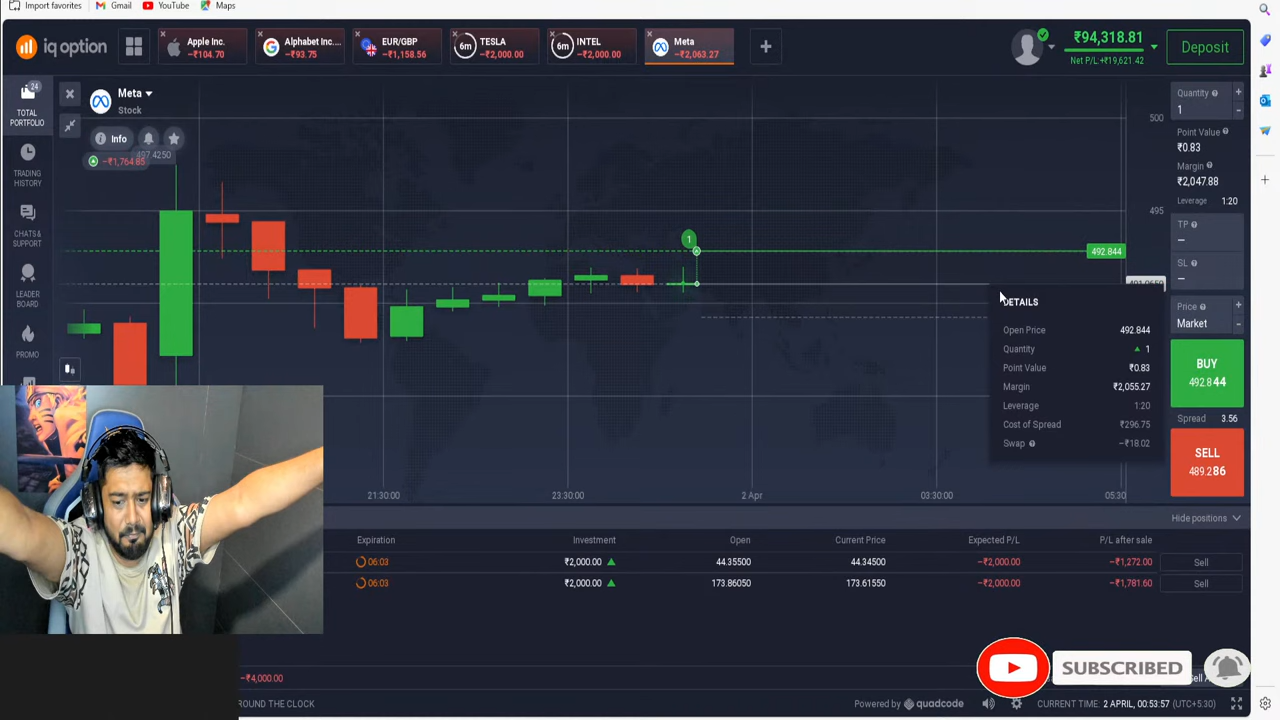 Import favorites
Gmail
YouTube
Maps
iq option
Apple Inc.
−₹104.70
Alphabet Inc....
−₹93.75
EUR/GBP
−₹1,158.56
6m
TESLA
−₹2,000.00
6m
INTEL
−₹2,000.00
Meta
−₹2,063.27
₹94,318.81
Net P/L +₹19,621.42
Deposit
24
TOTAL
PORTFOLIO
TRADING
HISTORY
CHATS &
SUPPORT
LEADER
BOARD
PROMO
Meta
Stock
Info
497.4250
−₹1,764.85
500
495
1
492.844
DETAILS
Open Price 492.844
Quantity 1
Point Value ₹0.83
Margin ₹2,055.27
Leverage 1:20
Cost of Spread ₹296.75
Swap −₹18.02
Quantity
1
Point Value
₹0.83
Margin
₹2,047.88
Leverage 1:20
TP
−
SL
−
Price
Market
BUY
492.844
Spread 3.56
SELL
489.286
21:30:00
23:30:00
2 Apr
03:30:00
05:30
Hide positions
Expiration Investment Open Current Price Expected P/L P/L after sale
06:03 ₹2,000.00 44.35500 44.34500 −₹2,000.00 −₹1,272.00 Sell
06:03 ₹2,000.00 173.86050 173.61550 −₹2,000.00 −₹1,781.60 Sell
−₹4,000.00
SUBSCRIBED
AROUND THE CLOCK
Powered by quadcode
CURRENT TIME: 2 APRIL, 00:53:57 (UTC+5:30)